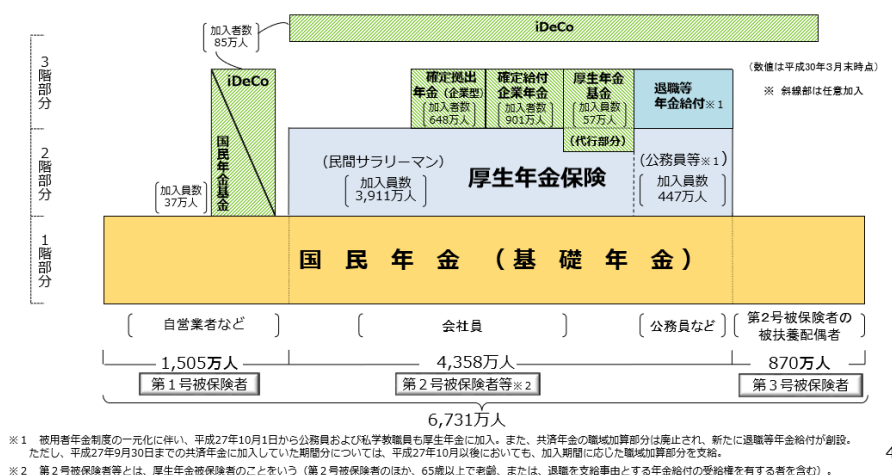 加入者数
85万人
iDeCo
3階部分
2階部分
1階部分
(数値は平成30年3月末時点)
※ 斜線部は任意加入
iDeCo
国民年金基金
加入員数
37万人
確定拠出
年金(企業型)
加入者数
648万人
確定給付
企業年金
加入者数
901万人
厚生年金
基金
加入員数
57万人
(代行部分)
退職等
年金給付※1
(民間サラリーマン)
加入員数
3,911万人
厚生年金保険
(公務員等※1)
加入員数
447万人
国民年金(基礎年金)
自営業者など
会社員
公務員など
第2号被保険者の
被扶養配偶者
1,505万人
4,358万人
870万人
第1号被保険者
第2号被保険者等※2
第3号被保険者
6,731万人
※1 被用者年金制度の一元化に伴い、平成27年10月1日から公務員および私学教職員も厚生年金に加入。また、共済年金の職域加算部分は廃止され、新たに退職等年金給付が創設。
ただし、平成27年9月30日までの共済年金に加入していた期間分については、平成27年10月以後においても、加入期間に応じた職域加算部分を支給。
※2 第2号被保険者等とは、厚生年金被保険者のことをいう(第2号被保険者のほか、65歳以上で老齢、または、退職を支給事由とする年金給付の受給権を有する者を含む)。